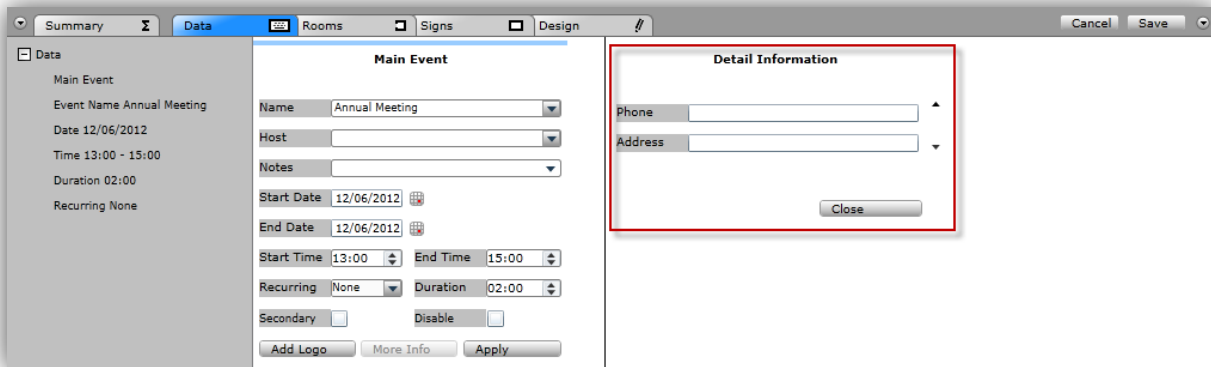 Summary Σ Data Rooms Signs Design Cancel Save
Data
Main Event
Event Name Annual Meeting
Date 12/06/2012
Time 13:00 - 15:00
Duration 02:00
Recurring None
Main Event
Name Annual Meeting
Host
Notes
Start Date 12/06/2012
End Date 12/06/2012
Start Time 13:00 End Time 15:00
Recurring None Duration 02:00
Secondary Disable
Add Logo More Info Apply
Detail Information
Phone
Address
Close